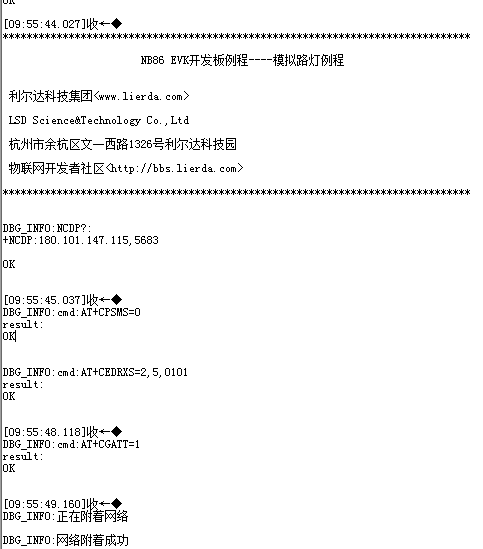 OK
[09:55:44.027]收←◆
******************************************************************************
NB86 EVK开发板例程----模拟路灯例程
利尔达科技集团<www.lierda.com>
LSD Science&Technology Co.,Ltd
杭州市余杭区文一西路1326号利尔达科技园
物联网开发者社区<http://bbs.lierda.com>
******************************************************************************
DBG_INFO:NCDP?:
+NCDP:180.101.147.115,5683
OK
[09:55:45.037]收←◆
DBG_INFO:cmd:AT+CPSMS=0
result:
OK
DBG_INFO:cmd:AT+CEDRXS=2,5,0101
result:
OK
[09:55:48.118]收←◆
DBG_INFO:cmd:AT+CGATT=1
result:
OK
[09:55:49.160]收←◆
DBG_INFO:正在附着网络
DBG_INFO:网络附着成功